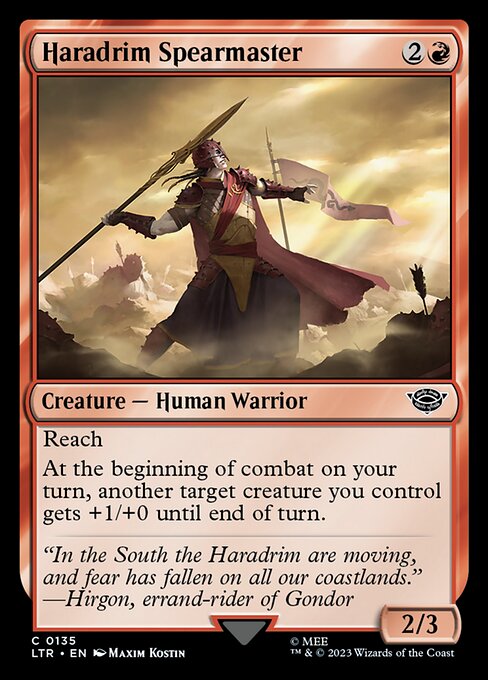 Haradrim Spearmaster 2
Creature — Human Warrior
Reach
At the beginning of combat on your
turn, another target creature you control
gets +1/+0 until end of turn.
“In the South the Haradrim are moving,
and fear has fallen on all our coastlands.”
—Hirgon, errand-rider of Gondor
2/3
C 0135
LTR • EN Maxim Kostin
© MEE
™ & © 2023 Wizards of the Coast